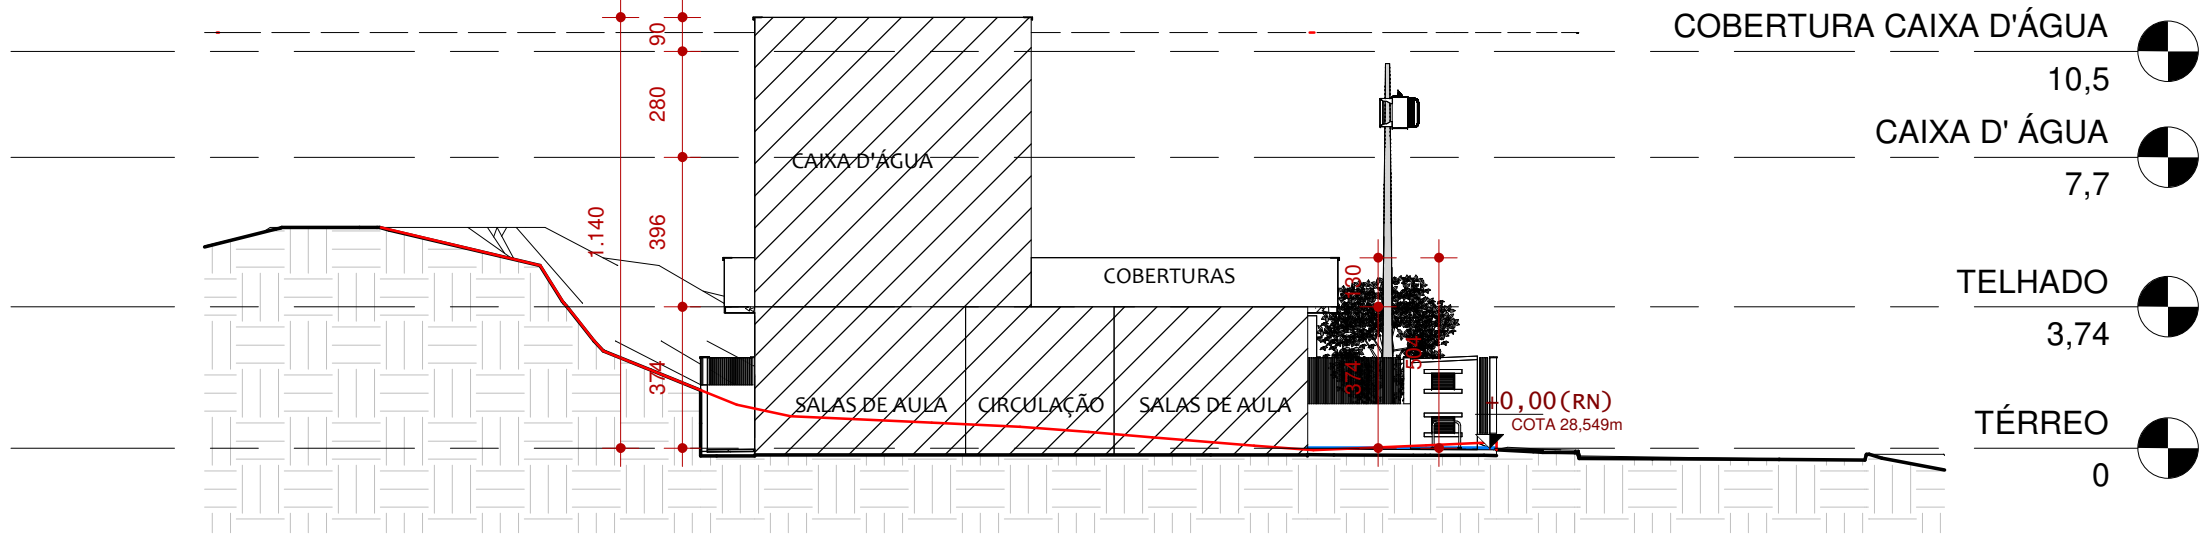 COBERTURA CAIXA D'ÁGUA
10,5
90
280
CAIXA D' ÁGUA
7,7
CAIXA D'ÁGUA
1.140
396
COBERTURAS
130
TELHADO
3,74
374
374
504
SALAS DE AULA
CIRCULAÇÃO
SALAS DE AULA
+0,00(RN)
COTA 28,549m
TÉRREO
0